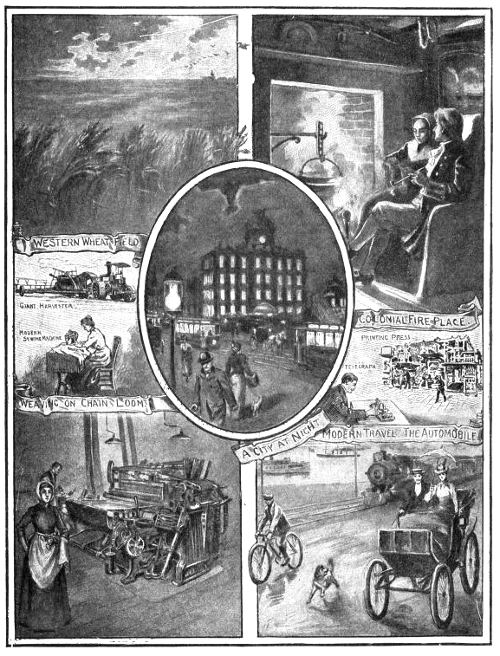 WESTERN WHEAT FIELD
GIANT HARVESTER
MODERN
SEWING MACHINE
WEAVING ON CHAIN LOOM
COLONIAL FIRE PLACE.
PRINTING PRESS
TELEGRAPH
A CITY AT NIGHT
MODERN TRAVEL THE AUTOMOBILE